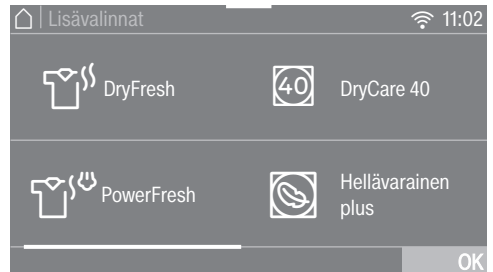 Lisävalinnat
11:02
DryFresh
40
DryCare 40
PowerFresh
Hellävarainen
plus
OK